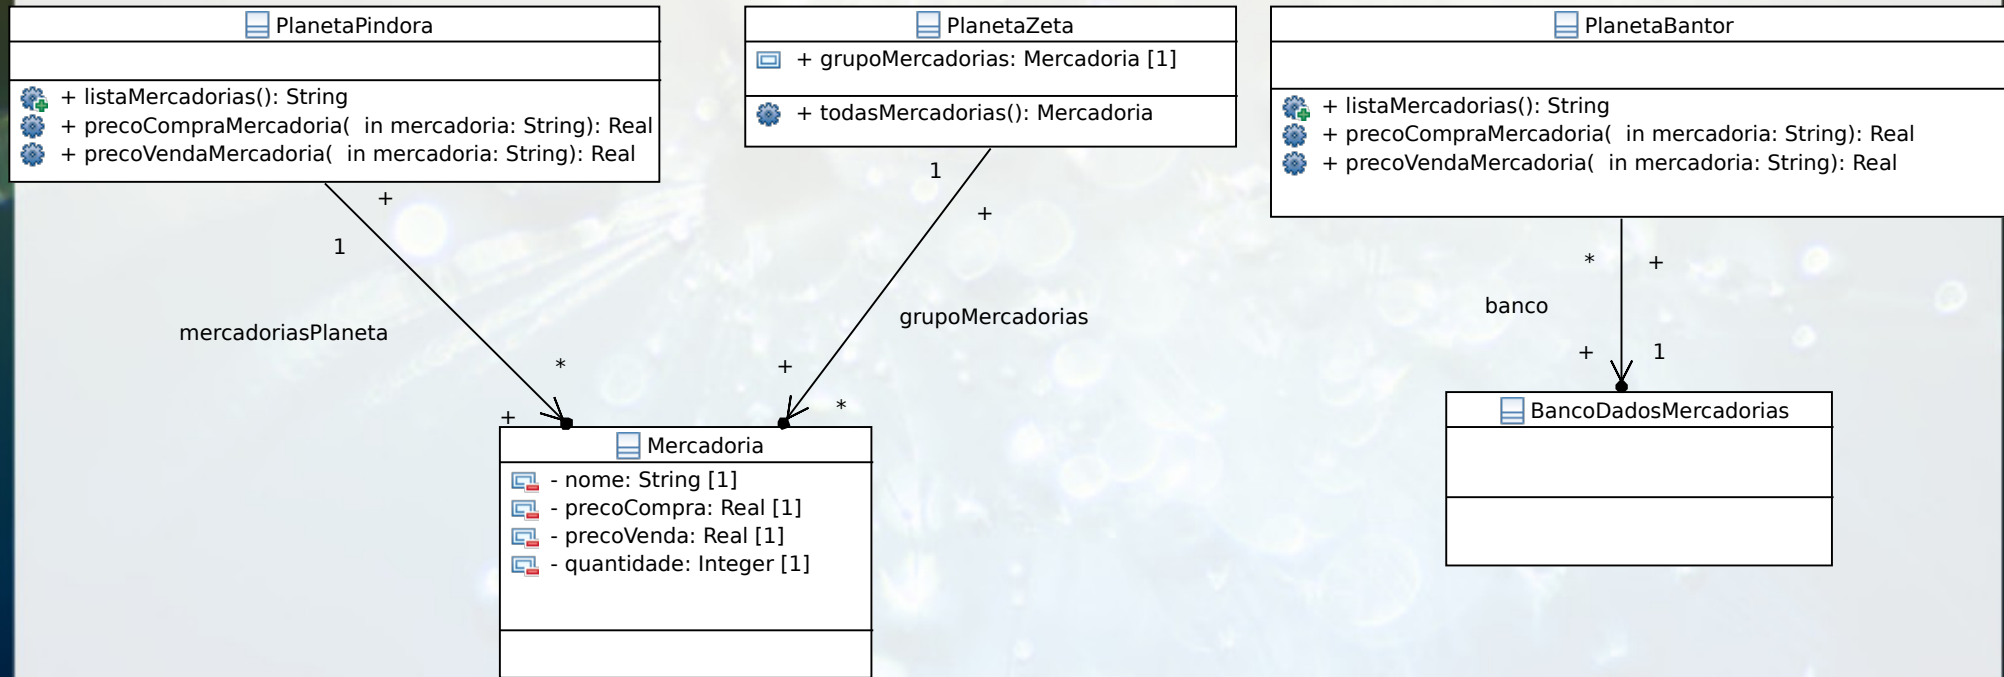 PlanetaPindora
+ listaMercadorias(): String
+ precoCompraMercadoria(  in mercadoria: String): Real
+ precoVendaMercadoria(  in mercadoria: String): Real
PlanetaZeta
+ grupoMercadorias: Mercadoria [1]
+ todasMercadorias(): Mercadoria
PlanetaBantor
+ listaMercadorias(): String
+ precoCompraMercadoria(  in mercadoria: String): Real
+ precoVendaMercadoria(  in mercadoria: String): Real
+
1
mercadoriasPlaneta
*
+
1
+
grupoMercadorias
+
*
*
+
banco
+
1
Mercadoria
- nome: String [1]
- precoCompra: Real [1]
- precoVenda: Real [1]
- quantidade: Integer [1]
BancoDadosMercadorias